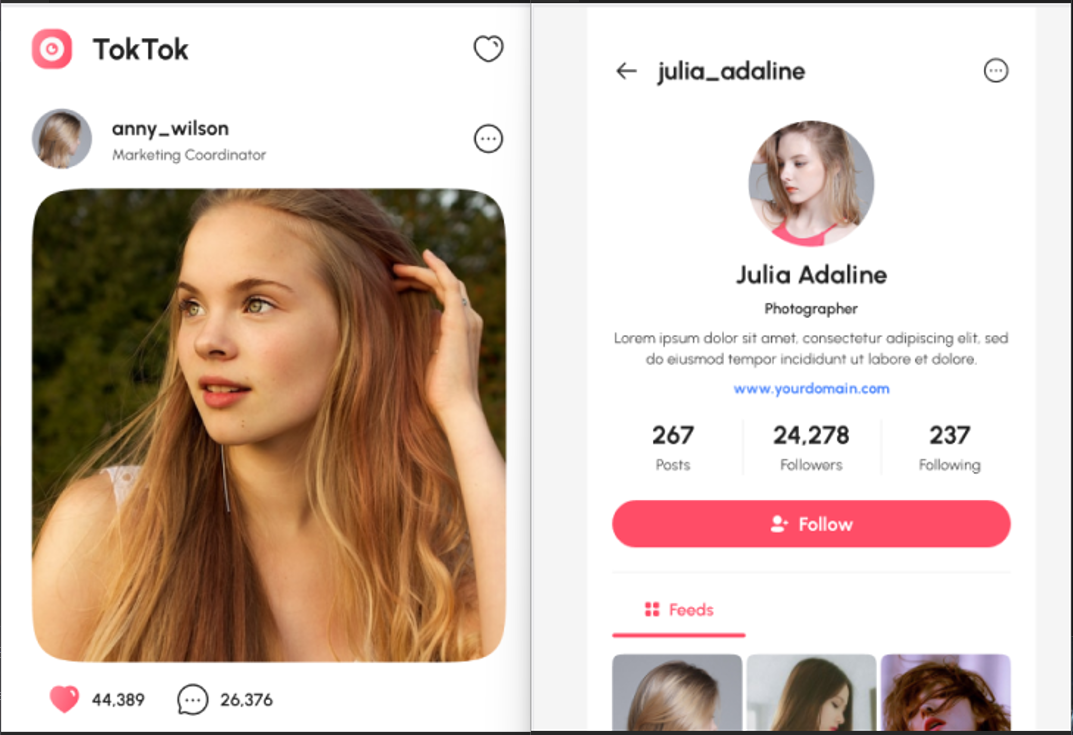 TokTok
anny_wilson
Marketing Coordinator
44,389
26,376
julia_adaline
Julia Adaline
Photographer
Lorem ipsum dolor sit amet, consectetur adipiscing elit, sed
do eiusmod tempor incididunt ut labore et dolore.
www.yourdomain.com
267 24,278 237
Posts Followers Following
Follow
Feeds